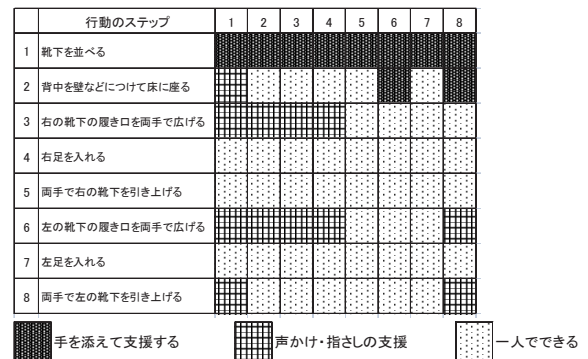 行動のステップ 1 2 3 4 5 6 7 8
1 靴下を並べる
2 背中を壁などにつけて床に座る
3 右の靴下の履き口を両手で広げる
4 右足を入れる
5 両手で右の靴下を引き上げる
6 左の靴下の履き口を両手で広げる
7 左足を入れる
8 両手で左の靴下を引き上げる
手を添えて支援する 声かけ・指さしの支援 一人でできる